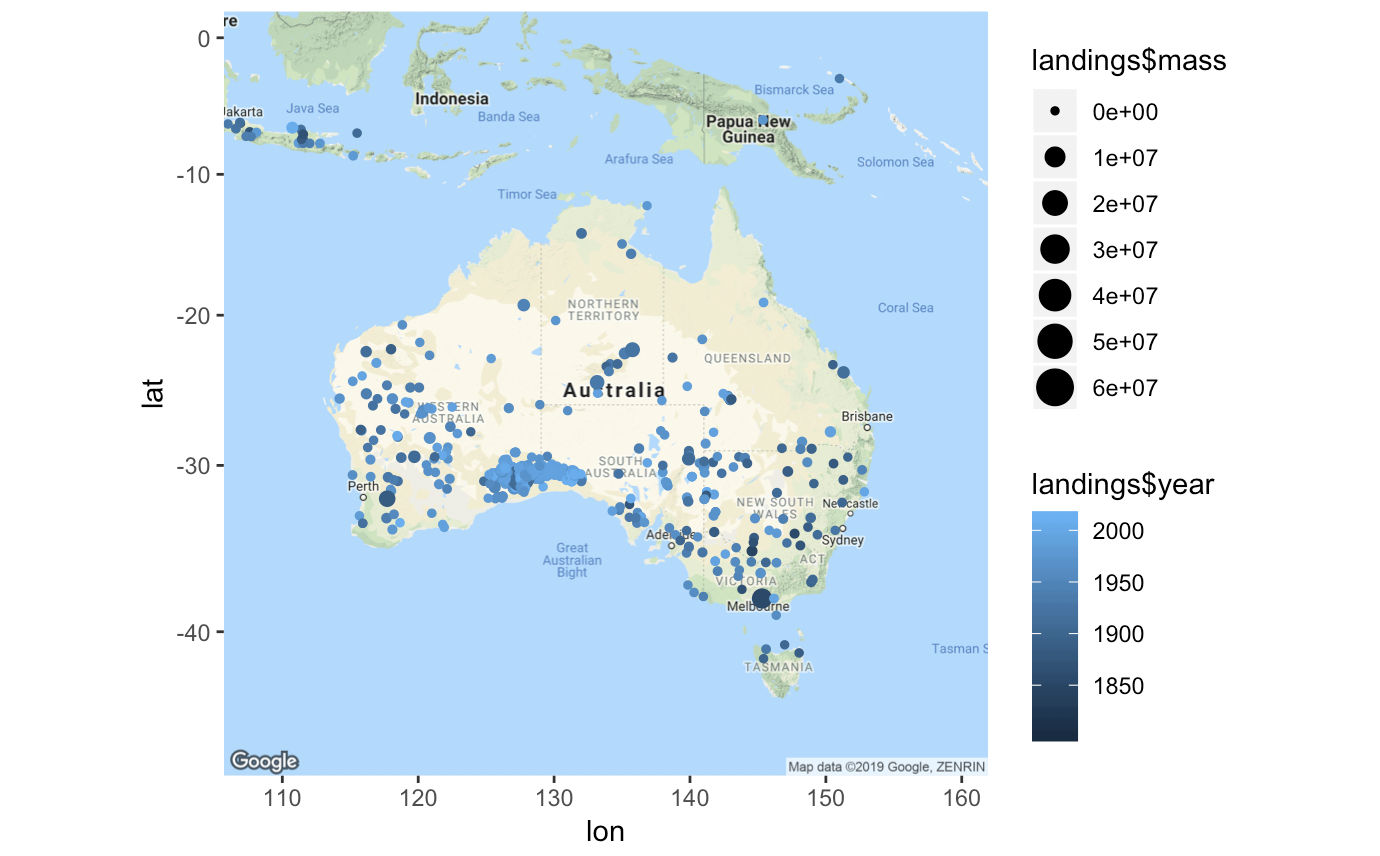 re
0
Jakarta
Java Sea
Indonesia
Banda Sea
Bismarck Sea
Papua New
Guinea
Arafura Sea
Solomon Sea
-10
Timor Sea
Coral Sea
-20
NORTHERN
TERRITORY
QUEENSLAND
Australia
WESTERN
AUSTRALIA
Brisbane
-30
SOUTH
AUSTRALIA
Perth
NEW SOUTH
WALES
Newcastle
Adelaide
Sydney
Great
Australian
Bight
ACT
VICTORIA
Melbourne
-40
Tasman S
TASMANIA
Google
Map data ©2019 Google, ZENRIN
110
120
130
140
150
160
lon
lat
landings$mass
0e+00
1e+07
2e+07
3e+07
4e+07
5e+07
6e+07
landings$year
2000
1950
1900
1850